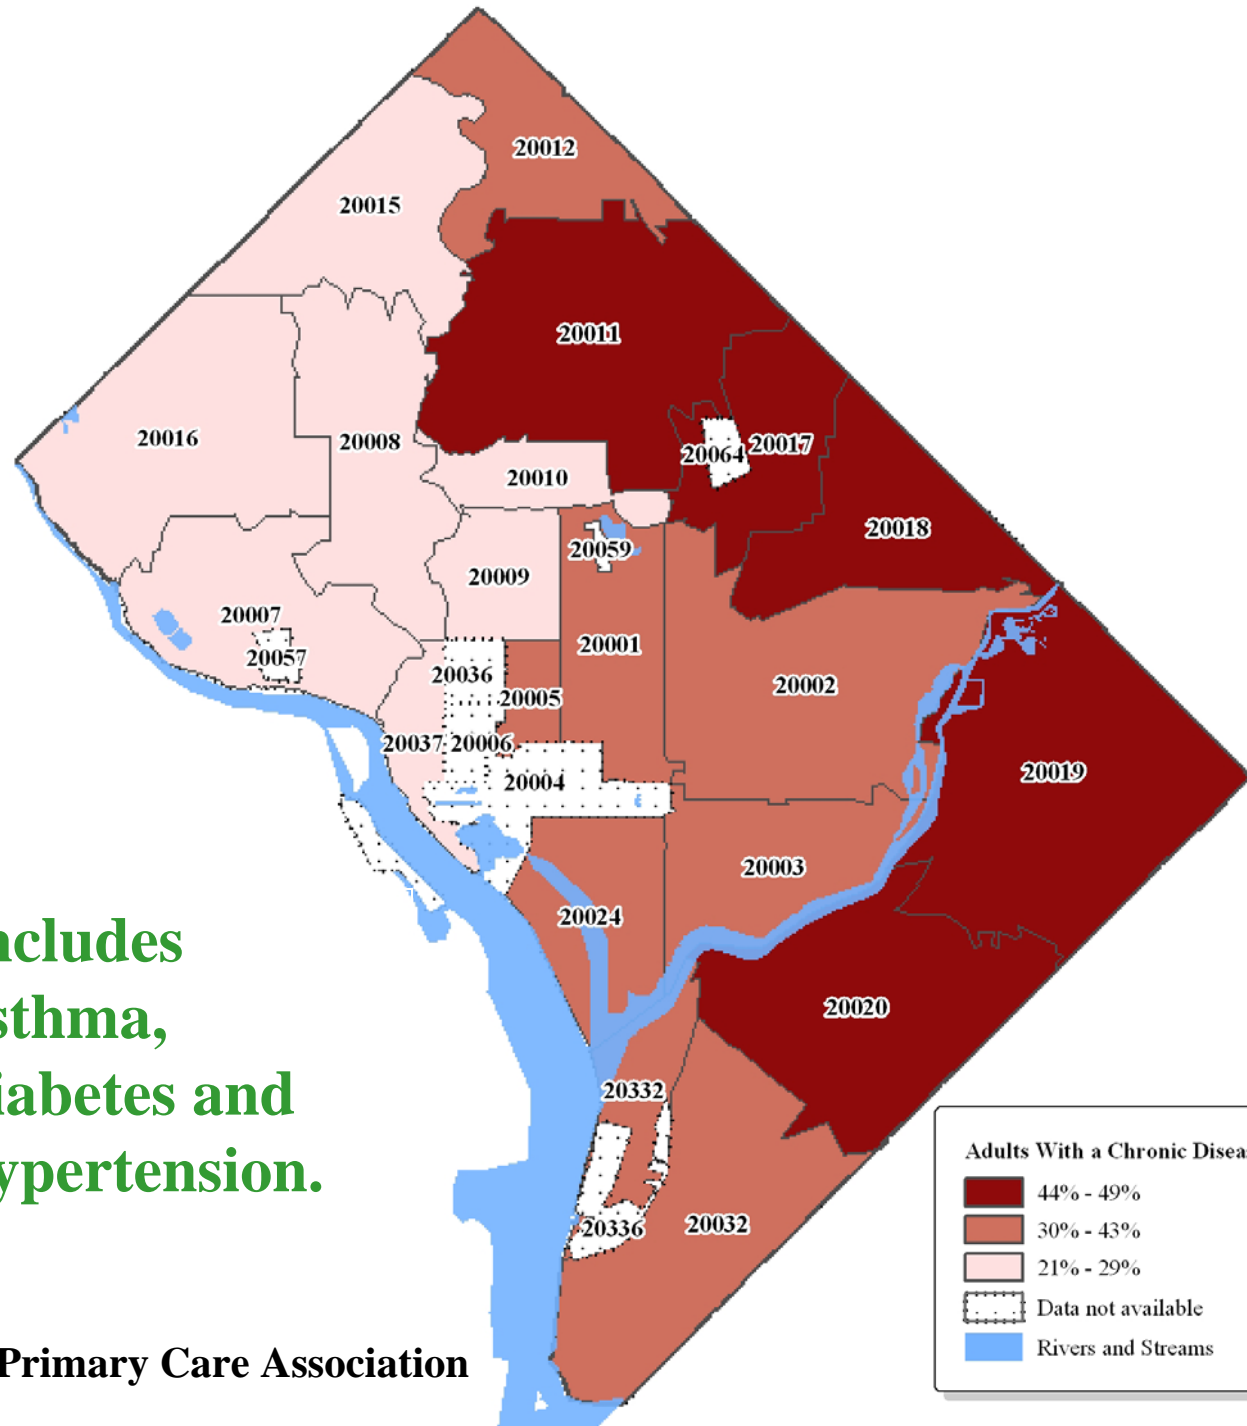 20012
20015
20011
20016
20008
20064
20017
20010
20018
20059
20009
20007
20001
20057
20036
20002
20005
20037
20006
20004
20019
20003
20024
ncludes
sthma,
iabetes and
ypertension.
20020
20332
20336
20032
Adults With a Chronic Disea
44% - 49%
30% - 43%
21% - 29%
Data not available
Rivers and Streams
Primary Care Association